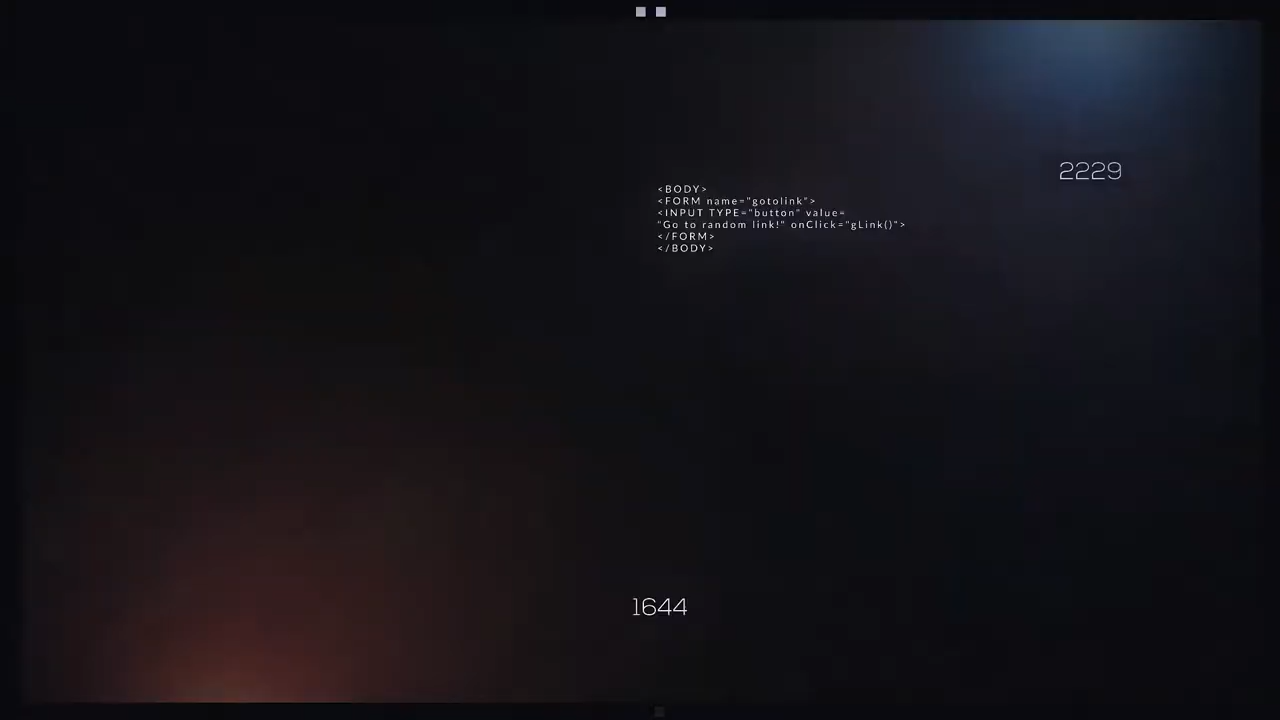 2229
<BODY>
<FORM name="gotolink">
<INPUT TYPE="button" value=
"Go to random link!" onClick="gLink()">
</FORM>
</BODY>
1644